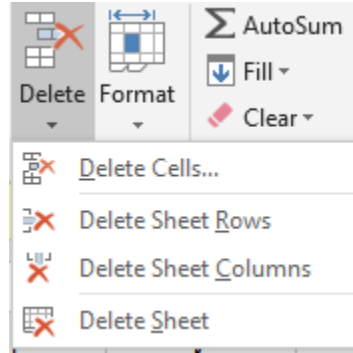 Delete
Format
AutoSum
Fill
Clear
Delete Cells...
Delete Sheet Rows
Delete Sheet Columns
Delete Sheet